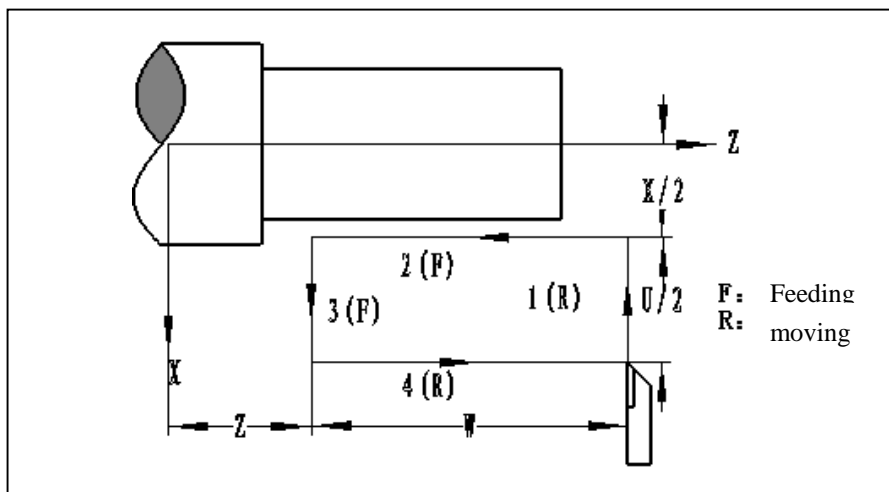 Z
X/2
2 (F)
3 (F)
1 (R)
U/2
F: Feeding
R: moving
X
4 (R)
Z
W